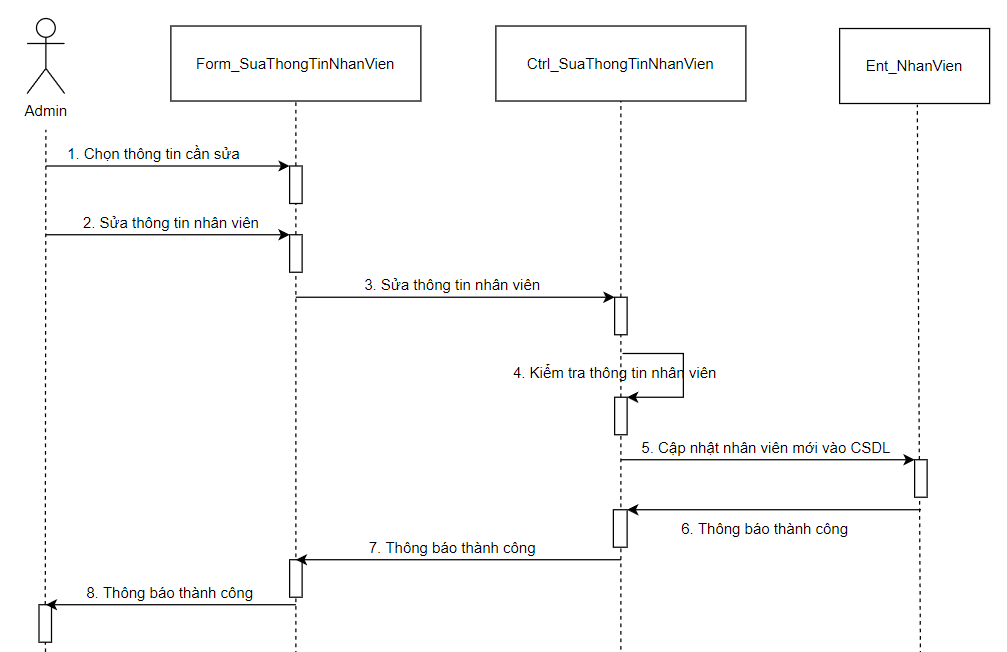 Form_SuaThongTinNhanVien
Ctrl_SuaThongTinNhanVien
Ent_NhanVien
Admin
1. Chọn thông tin cần sửa
2. Sửa thông tin nhân viên
3. Sửa thông tin nhân viên
4. Kiểm tra thông tin nhân viên
5. Cập nhật nhân viên mới vào CSDL
6. Thông báo thành công
7. Thông báo thành công
8. Thông báo thành công